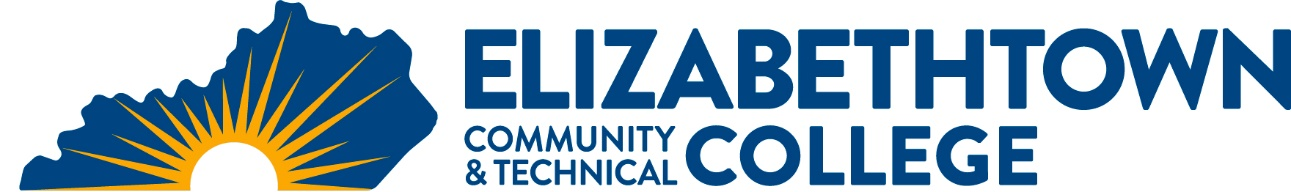 ELIZABETHTOWN
COMMUNITY
& TECHNICAL
COLLEGE